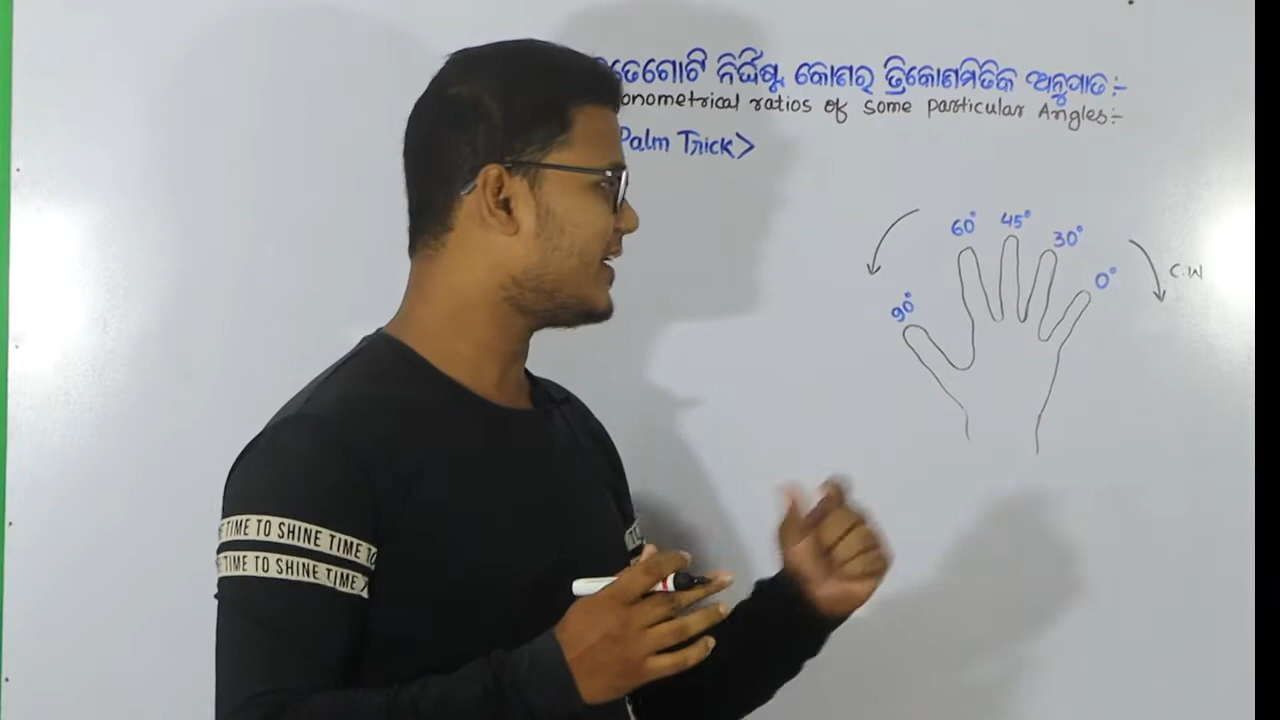 ନିର୍ଦ୍ଦିଷ୍ଟ କୋଣର ତ୍ରିକୋଣମିତିକ ଅନୁପାତ :-
ratios of some particular Angles:-
Palm Trick>
60° 45° 30° 0° 90°
C.W
TIME TO SHINE TIME TO
TIME TO SHINE TIME